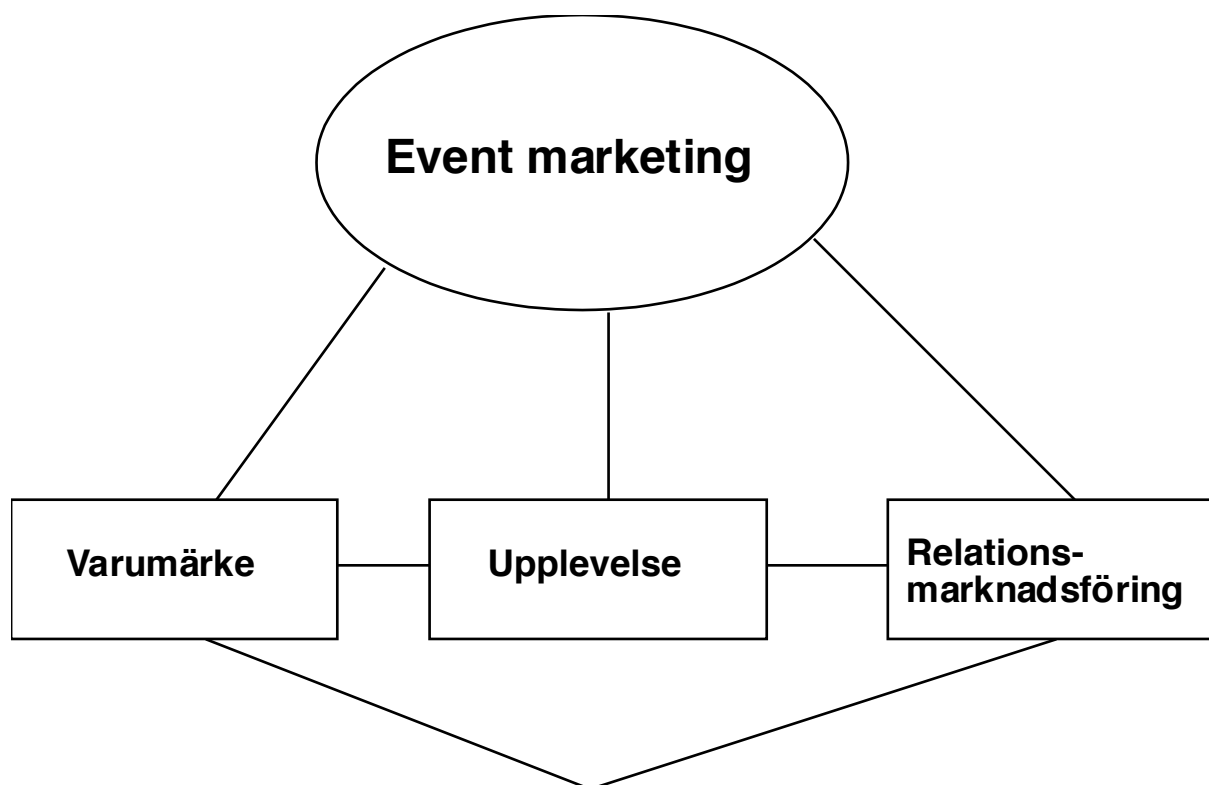 Event marketing
Varumärke
Upplevelse
Relations-
marknadsföring